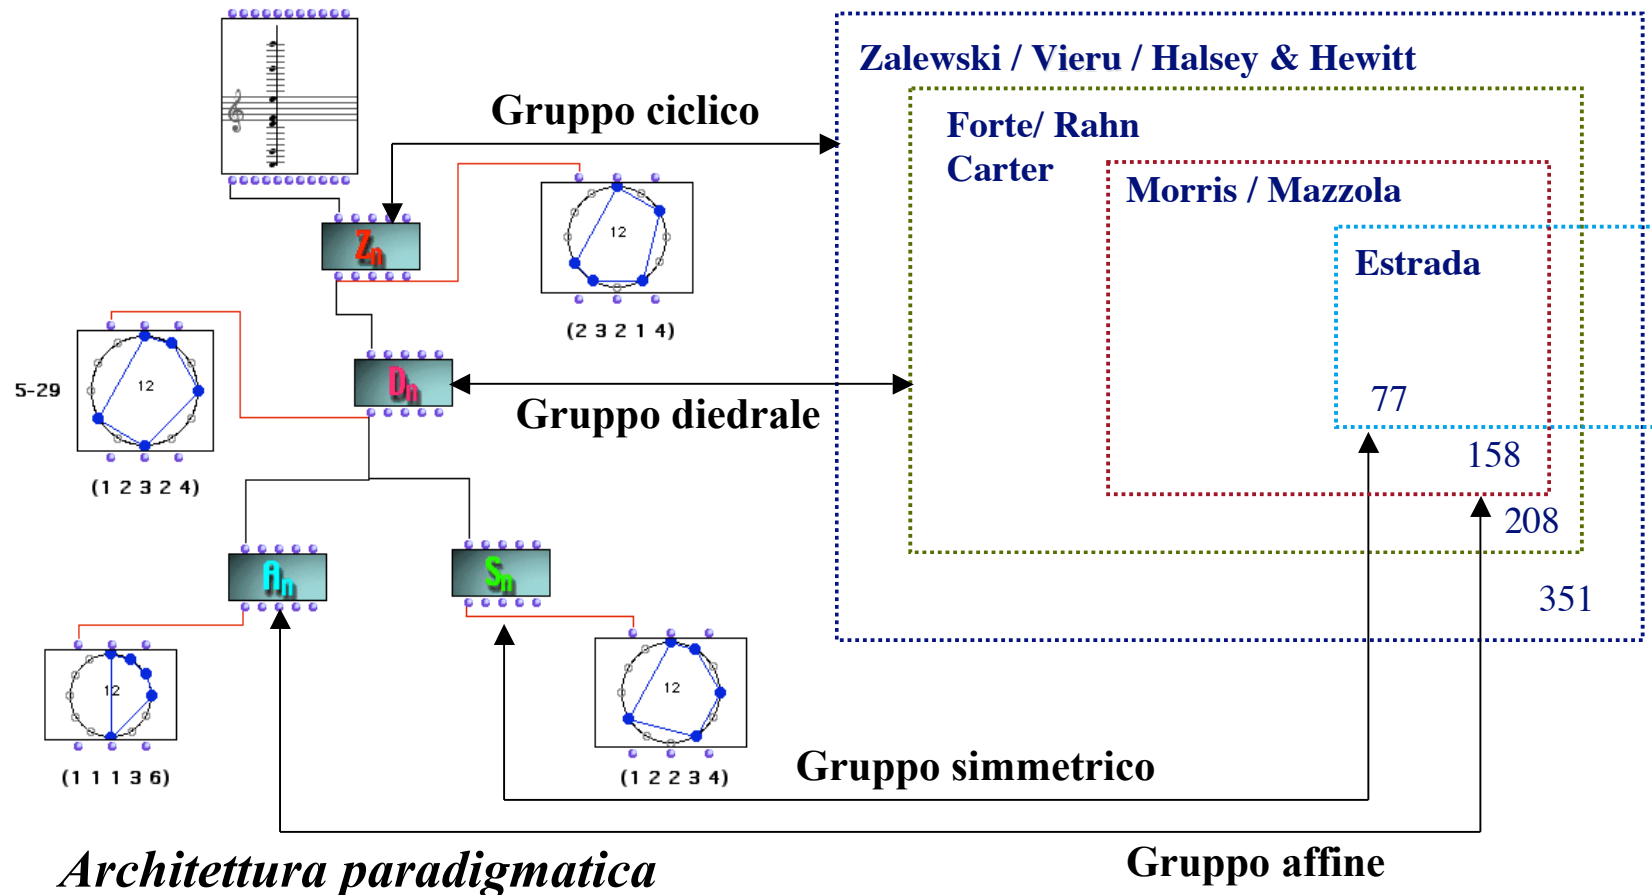 Zalewski / Vieru / Halsey & Hewitt
Gruppo ciclico
Forte/ Rahn
Carter
Morris / Mazzola
Zn
12
(2 3 2 1 4)
Estrada
5-29
12
(1 2 3 2 4)
Dn
Gruppo diedrale
77
158
208
351
An
Sn
12
(1 1 1 3 6)
12
(1 2 2 3 4)
Gruppo simmetrico
Gruppo affine
Architettura paradigmatica